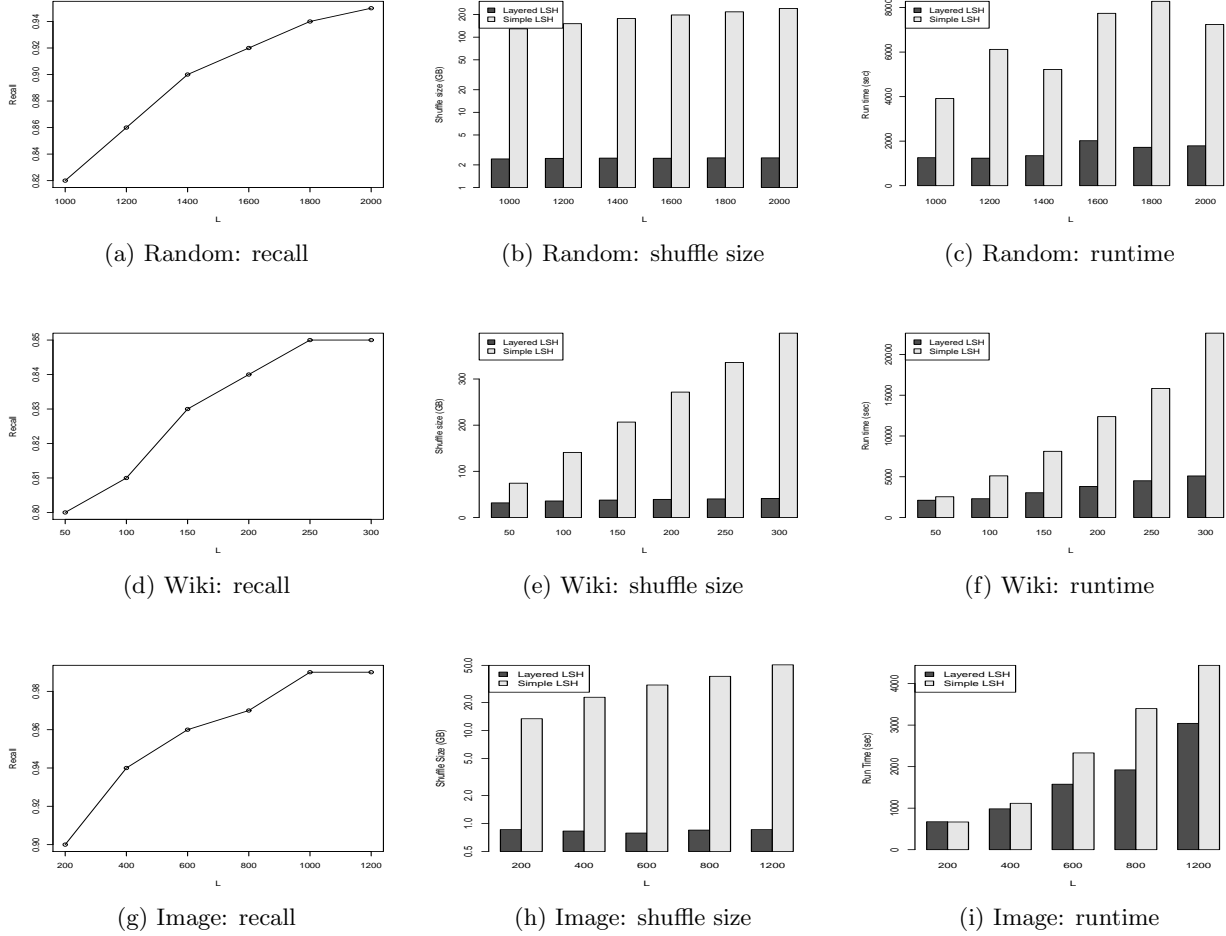 Recall
0.82 0.84 0.86 0.88 0.90 0.92 0.94
1000 1200 1400 1600 1800 2000
L
(a) Random: recall
Layered LSH
Simple LSH
Shuffle size (GB)
1 2 5 10 20 50 100 200
1000 1200 1400 1600 1800 2000
L
(b) Random: shuffle size
Layered LSH
Simple LSH
Run time (sec)
0 2000 4000 6000 8000
1000 1200 1400 1600 1800 2000
L
(c) Random: runtime
Recall
0.80 0.81 0.82 0.83 0.84 0.85
50 100 150 200 250 300
L
(d) Wiki: recall
Layered LSH
Simple LSH
Shuffle size (GB)
0 100 200 300
50 100 150 200 250 300
L
(e) Wiki: shuffle size
Layered LSH
Simple LSH
Run time (sec)
0 5000 10000 15000 20000
50 100 150 200 250 300
L
(f) Wiki: runtime
Recall
0.90 0.92 0.94 0.96 0.98
200 400 600 800 1000 1200
L
(g) Image: recall
Layered LSH
Simple LSH
Shuffle Size (GB)
0.5 1.0 2.0 5.0 10.0 20.0 50.0
200 400 600 800 1200
L
(h) Image: shuffle size
Layered LSH
Simple LSH
Run Time (sec)
0 1000 2000 3000 4000
200 400 600 800 1200
L
(i) Image: runtime